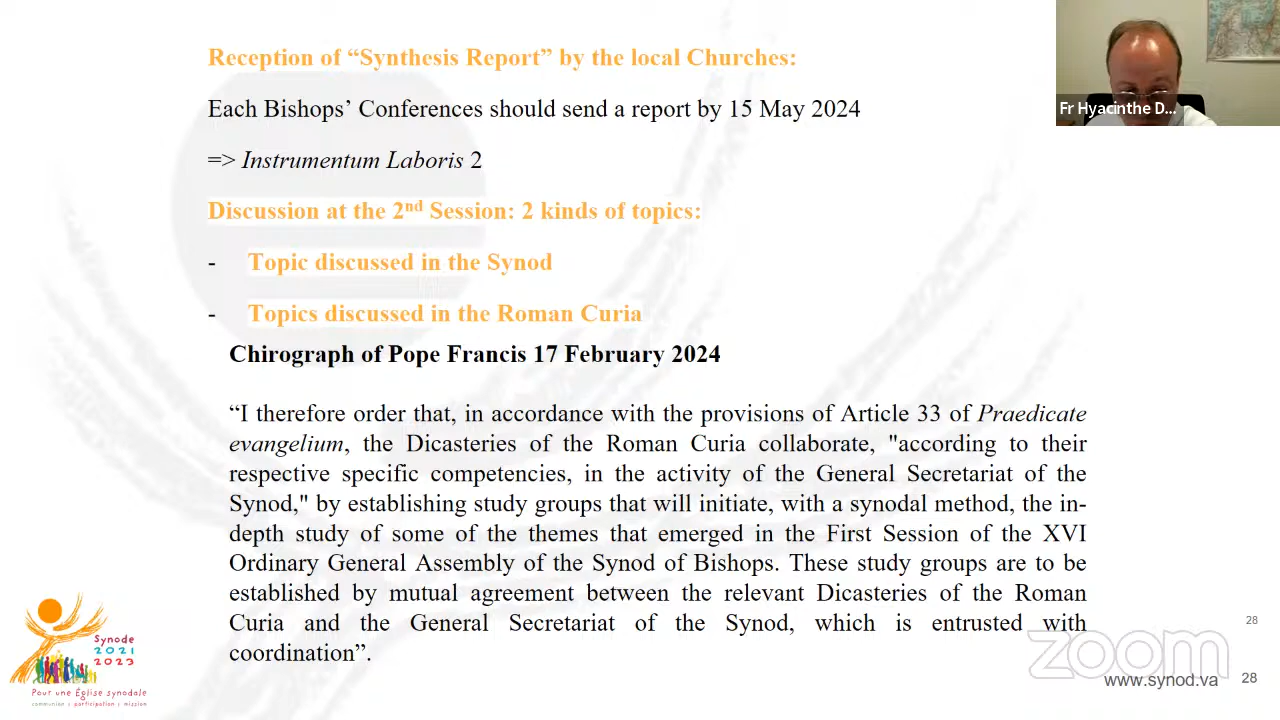 Reception of “Synthesis Report” by the local Churches:
Each Bishops’ Conferences should send a report by 15 May 2024
=> Instrumentum Laboris 2
Discussion at the 2nd Session: 2 kinds of topics:
- Topic discussed in the Synod
- Topics discussed in the Roman Curia
Chirograph of Pope Francis 17 February 2024
“I therefore order that, in accordance with the provisions of Article 33 of Praedicate
evangelium, the Dicasteries of the Roman Curia collaborate, "according to their
respective specific competencies, in the activity of the General Secretariat of the
Synod," by establishing study groups that will initiate, with a synodal method, the in-
depth study of some of the themes that emerged in the First Session of the XVI
Ordinary General Assembly of the Synod of Bishops. These study groups are to be
established by mutual agreement between the relevant Dicasteries of the Roman
Curia and the General Secretariat of the Synod, which is entrusted with
coordination”.
Fr Hyacinthe D...
Synode
2021
2023
Pour une Église synodale
communion | participation | mission
28
zoom
www.synod.va
28